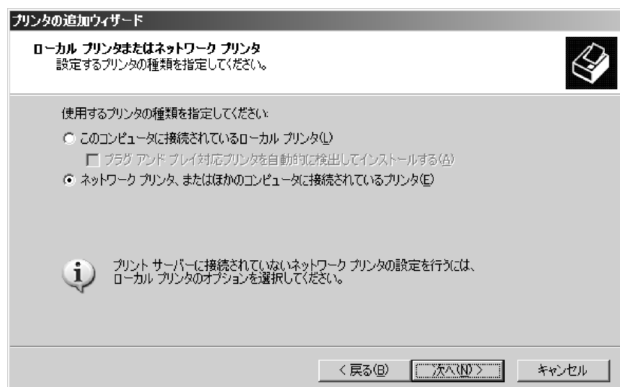 プリンタの追加ウィザード
ローカル プリンタまたはネットワーク プリンタ
設定するプリンタの種類を指定してください。
使用するプリンタの種類を指定してください:
このコンピュータに接続されているローカル プリンタ(L)
プラグ アンド プレイ対応プリンタを自動的に検出してインストールする(A)
ネットワーク プリンタ、またはほかのコンピュータに接続されているプリンタ(E)
プリント サーバーに接続されていないネットワーク プリンタの設定を行うには、
ローカル プリンタのオプションを選択してください。
< 戻る(B) 次へ(N) > キャンセル